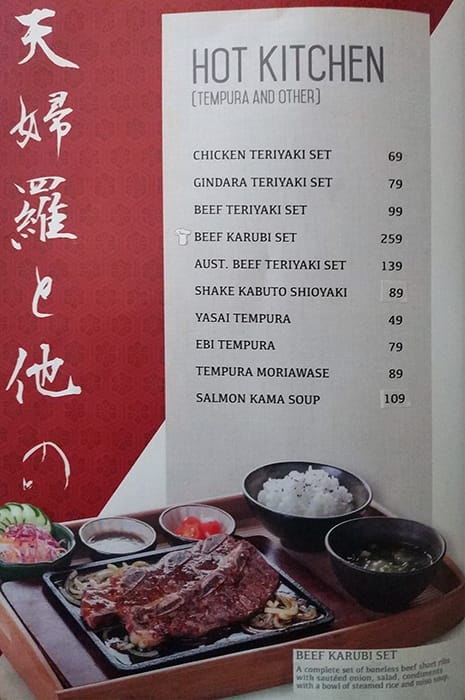 天婦羅と他の
HOT KITCHEN
(TEMPURA AND OTHER)
CHICKEN TERIYAKI SET 69
GINDARA TERIYAKI SET 79
BEEF TERIYAKI SET 99
BEEF KARUBI SET 259
AUST. BEEF TERIYAKI SET 139
SHAKE KABUTO SHIOYAKI 89
YASAI TEMPURA 49
EBI TEMPURA 79
TEMPURA MORIAWASE 89
SALMON KAMA SOUP 109
BEEF KARUBI SET
A complete set of boneless beef short ribs
with sautéed onion, salad, condiments
with a bowl of steamed rice and miso soup.